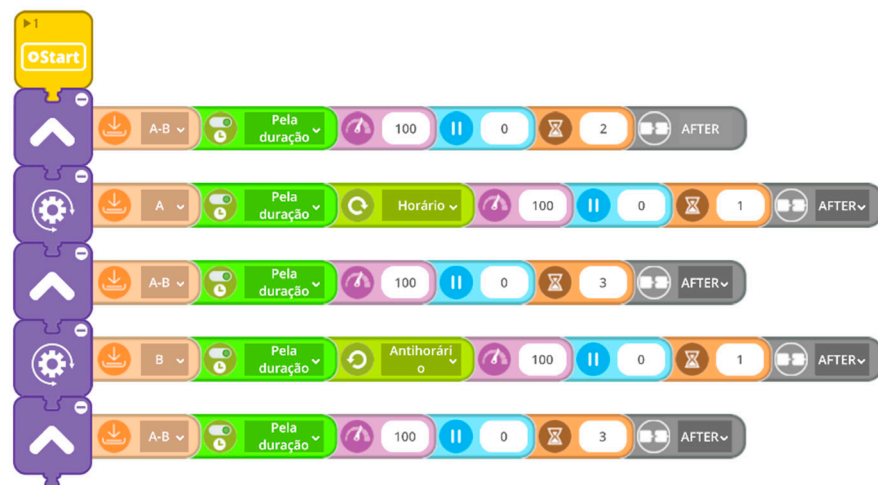 1
Start
A-B Pela duração 100 0 2 AFTER
A Pela duração Horário 100 0 1 AFTER
A-B Pela duração 100 0 3 AFTER
B Pela duração Antihorári
o 100 0 1 AFTER
A-B Pela duração 100 0 3 AFTER